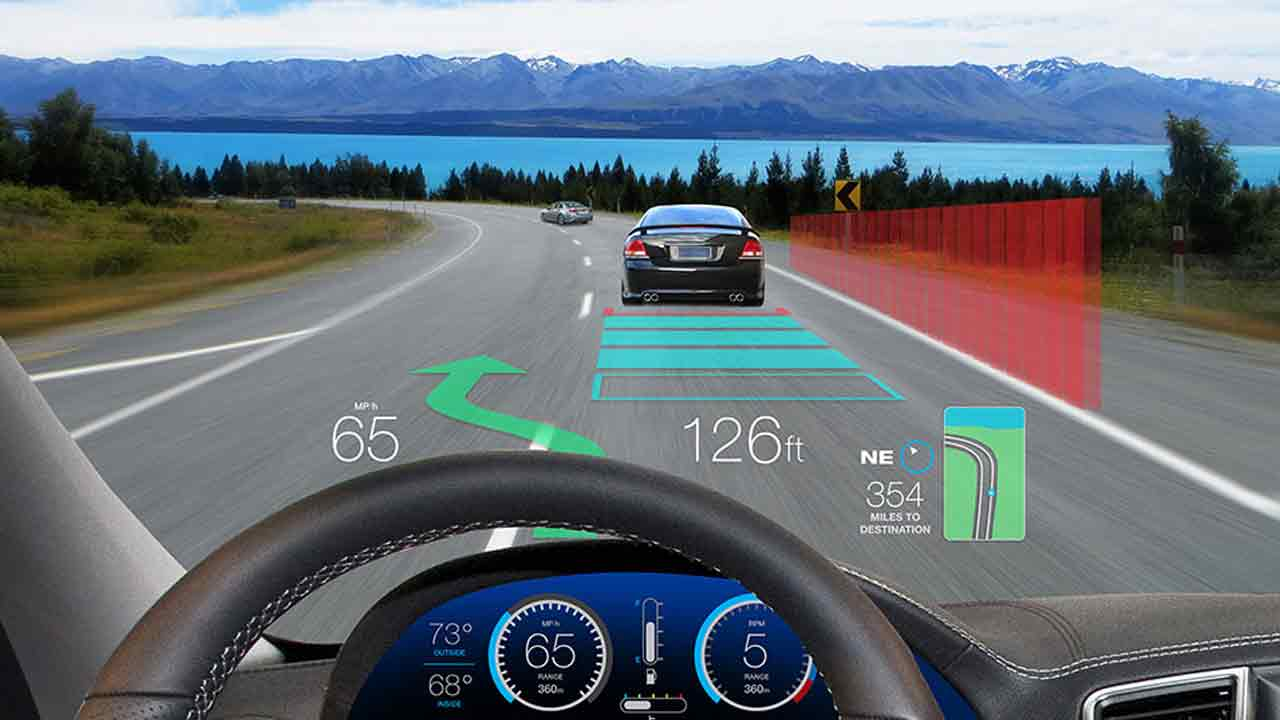 MPh
65
126ft
NE
354
MILES TO
DESTINATION
73°
OUTSIDE
68°
INSIDE
MPh
65
RANGE
360m
F
E
RPM
5
RANGE
360m